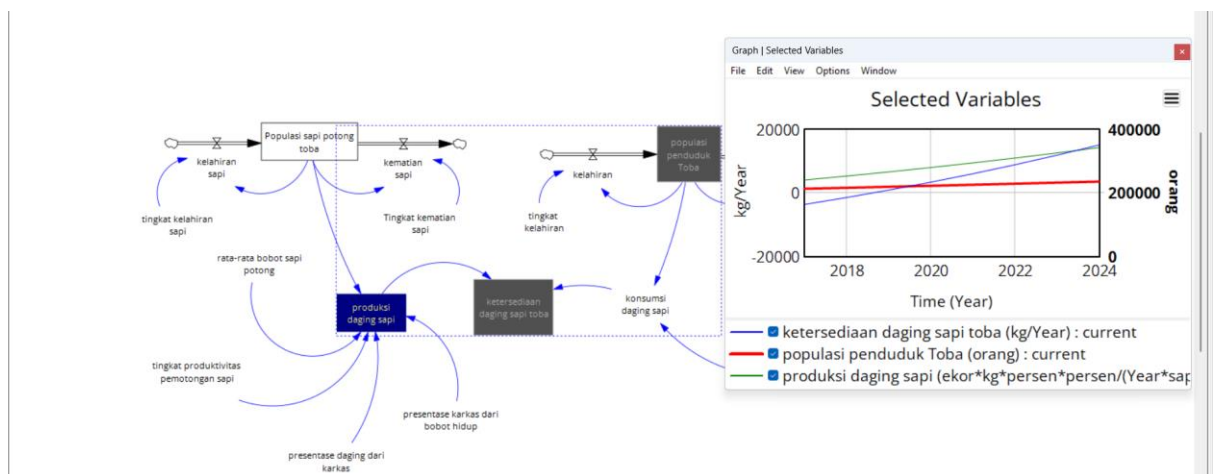 Graph | Selected Variables
File Edit View Options Window
Selected Variables
20000
0
-20000
kg/Year
400000
200000
0
orang
2018 2020 2022 2024
Time (Year)
ketersediaan daging sapi toba (kg/Year) : current
populasi penduduk Toba (orang) : current
produksi daging sapi (ekor*kg*persen*persen/(Year*sap
Populasi sapi potong
toba
kelahiran
sapi
kematian
sapi
tingkat kelahiran
sapi
Tingkat kematian
sapi
populasi
penduduk
Toba
kelahiran
tingkat
kelahiran
rata-rata bobot sapi
potong
produksi
daging sapi
ketersediaan
daging sapi toba
konsumsi
daging sapi
tingkat produktivitas
pemotongan sapi
presentase karkas dari
bobot hidup
presentase daging dari
karkas